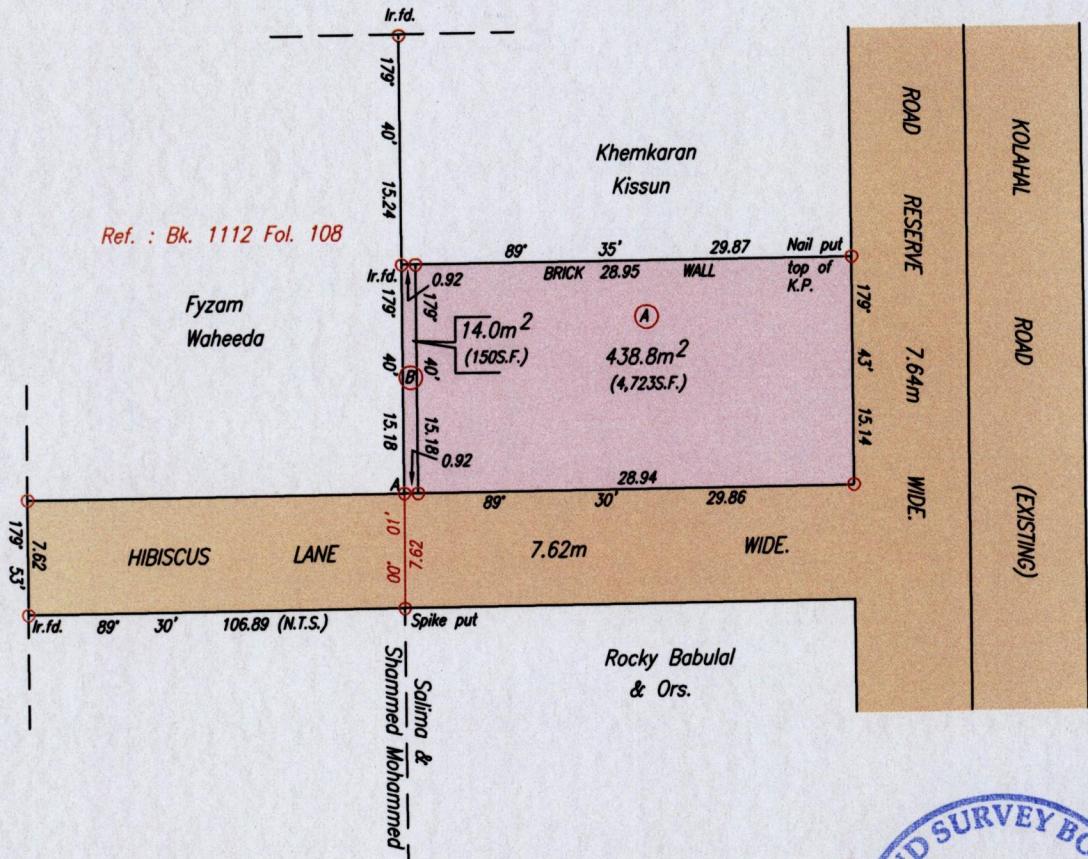 Ir.fd.
179° 40' 15.24
Khemkaran
Kissun
ROAD RESERVE 7.64m WIDE.
KOLAHAL ROAD (EXISTING)
Ref. : Bk. 1112 Fol. 108
89° 35' 29.87
Nail put
top of
K.P.
BRICK 28.95 WALL
Ir.fd.
0.92
Fyzam
Waheeda
179° 40' 15.18
179° 40' 15.18
14.0m²
(150S.F.)
A
438.8m²
(4,723S.F.)
B
179° 43' 15.14
0.92
A
28.94
89° 30' 29.86
7.62
179° 53'
HIBISCUS LANE 7.62m WIDE.
00° 01' 7.62
Ir.fd.
89° 30' 106.89 (N.T.S.)
Spike put
Salima &
Shammed Mohammed
Rocky Babulal
& Ors.
SURVEY